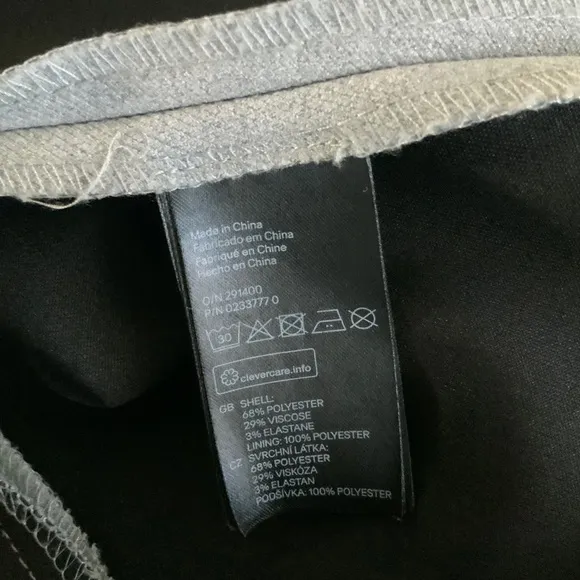 Made in China
Fabricado em China
Fabriqué en Chine
Hecho en China
O/N 291400
P/N 0233777 0
30
clevercare.info
GB SHELL:
68% POLYESTER
29% VISCOSE
3% ELASTANE
LINING: 100% POLYESTER
CZ SVRCHNÍ LÁTKA:
68% POLYESTER
29% VISKÓZA
3% ELASTAN
PODŠÍVKA: 100% POLYESTER